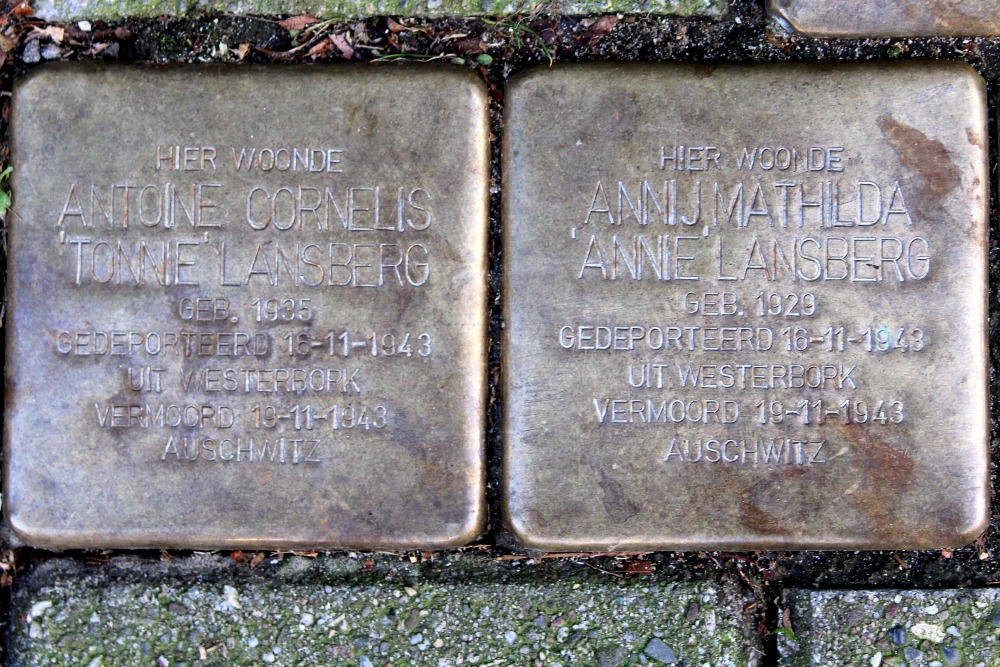 HIER WOONDE
ANTOINE CORNELIS
'TONNIE' LANSBERG
GEB. 1935
GEDEPORTEERD 16-11-1943
UIT WESTERBORK
VERMOORD 19-11-1943
AUSCHWITZ
HIER WOONDE
ANNIJ MATHILDA
'ANNIE' LANSBERG
GEB. 1929
GEDEPORTEERD 16-11-1943
UIT WESTERBORK
VERMOORD 19-11-1943
AUSCHWITZ